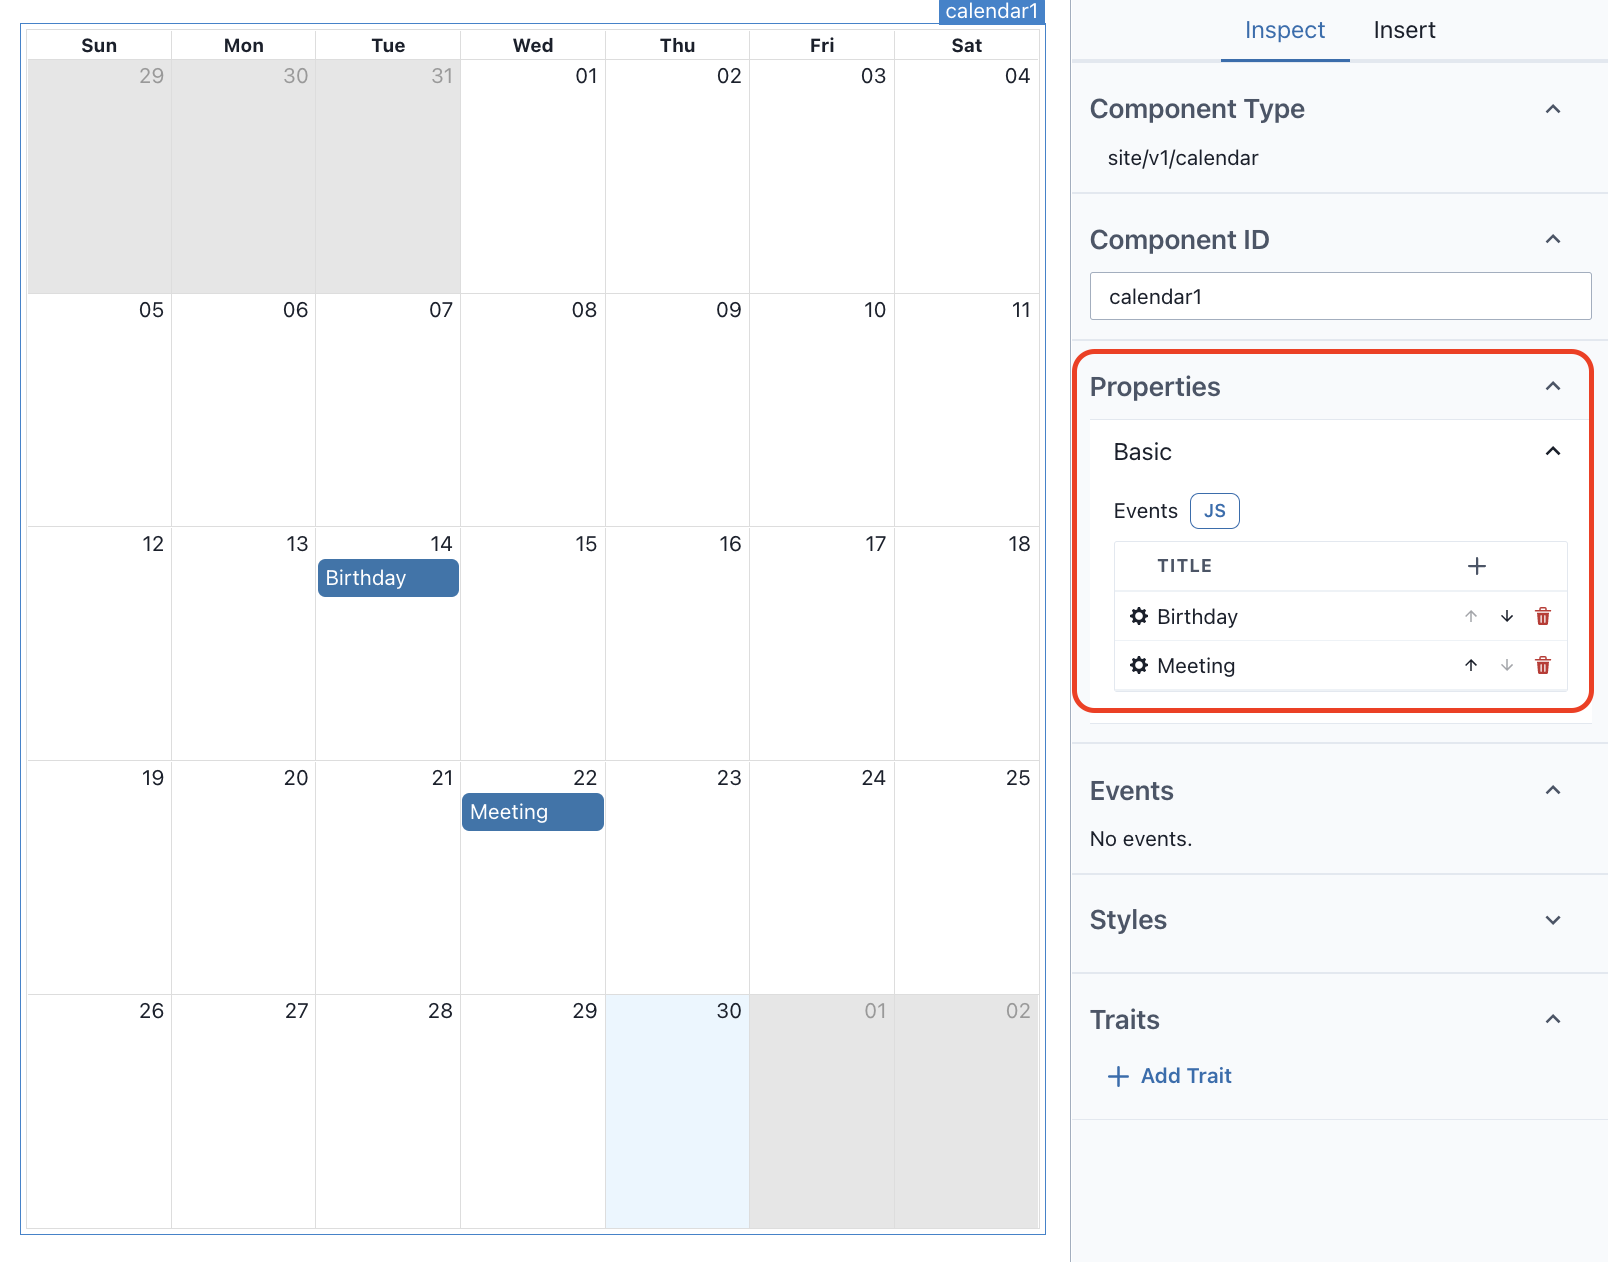 calendar1
Sun Mon Tue Wed Thu Fri Sat
29 30 31 01 02 03 04
05 06 07 08 09 10 11
12 13 14 15 16 17 18
Birthday
19 20 21 22 23 24 25
Meeting
26 27 28 29 30 01 02
Inspect Insert
Component Type
site/v1/calendar
Component ID
calendar1
Properties
Basic
Events JS
TITLE
Birthday
Meeting
Events
No events.
Styles
Traits
Add Trait